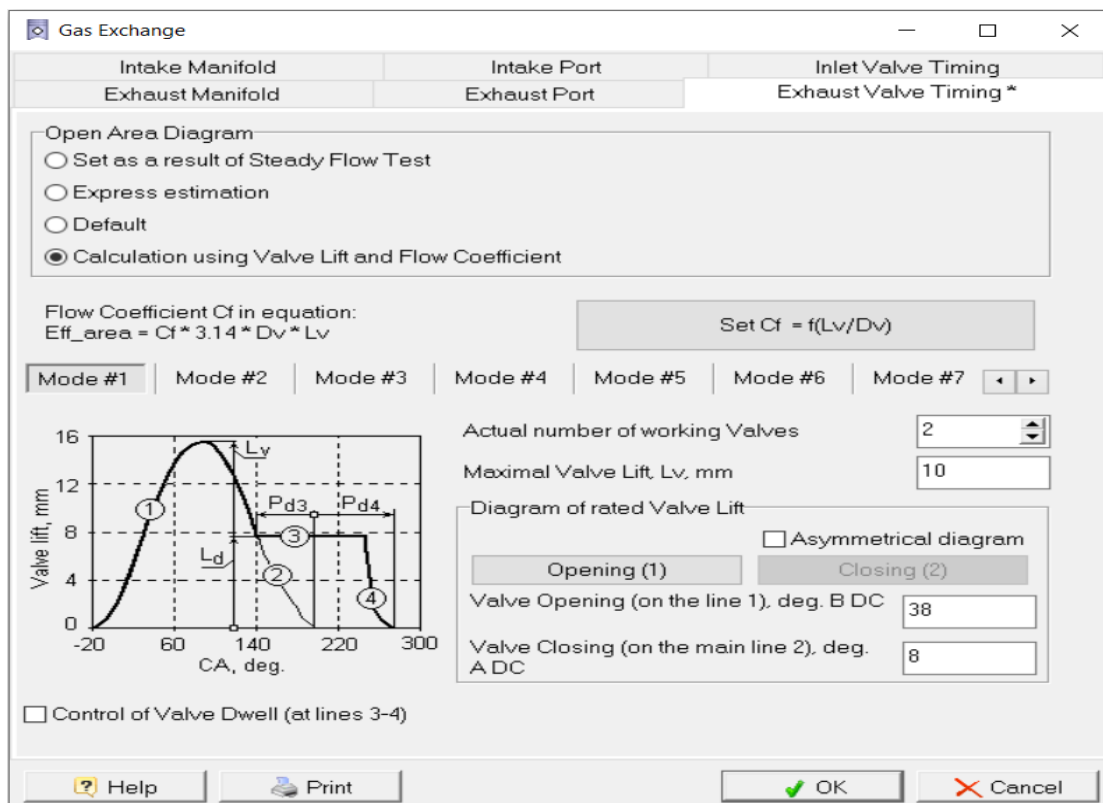 Gas Exchange
Intake Manifold
Intake Port
Inlet Valve Timing
Exhaust Manifold
Exhaust Port
Exhaust Valve Timing *
Open Area Diagram
Set as a result of Steady Flow Test
Express estimation
Default
Calculation using Valve Lift and Flow Coefficient
Flow Coefficient Cf in equation:
Eff_area = Cf * 3.14 * Dv * Lv
Set Cf = f(Lv/Dv)
Mode #1
Mode #2
Mode #3
Mode #4
Mode #5
Mode #6
Mode #7
Actual number of working Valves
2
Maximal Valve Lift, Lv, mm
10
Diagram of rated Valve Lift
Asymmetrical diagram
Opening (1)
Closing (2)
Valve Opening (on the line 1), deg. B DC
38
Valve Closing (on the main line 2), deg.
A DC
8
Valve lift, mm
16
12
8
4
0
-20
60
140
220
300
CA, deg.
Lv
Pd3
Pd4
Ld
1
2
3
4
Control of Valve Dwell (at lines 3-4)
Help
Print
OK
Cancel